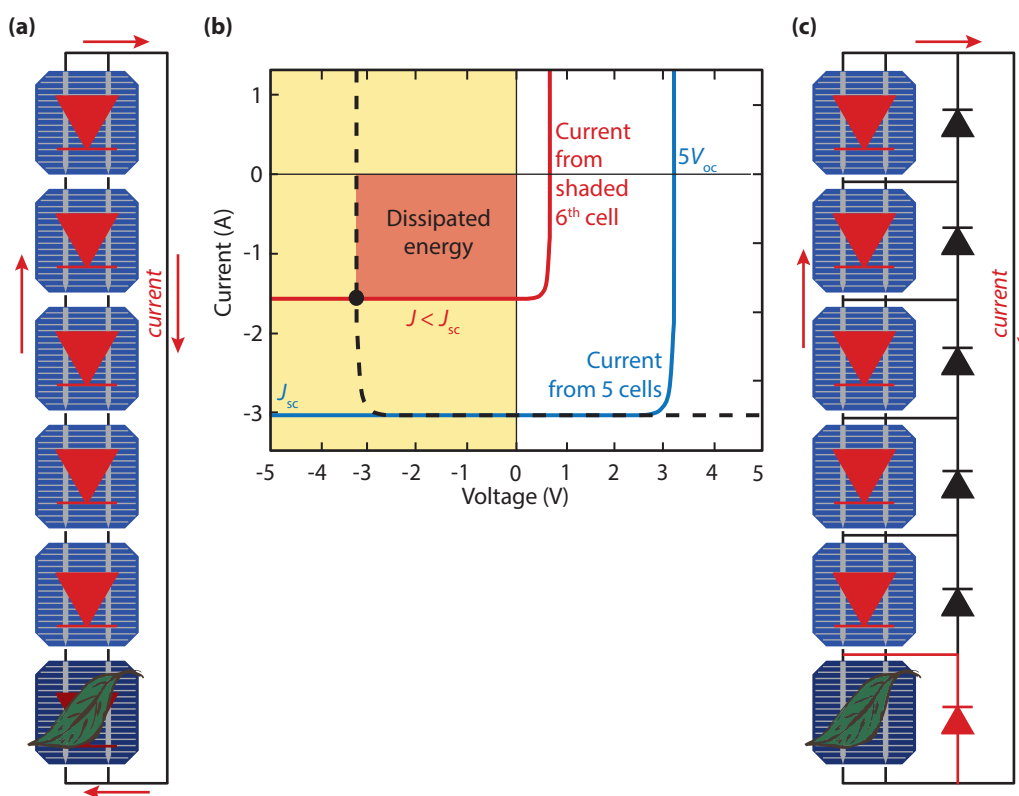 (a)
(b)
(c)
current
Current (A)
1
0
-1
-2
-3
Current
from
shaded
6th cell
5Voc
Dissipated
energy
J < Jsc
Jsc
Current
from 5 cells
-5 -4 -3 -2 -1 0 1 2 3 4 5
Voltage (V)
current